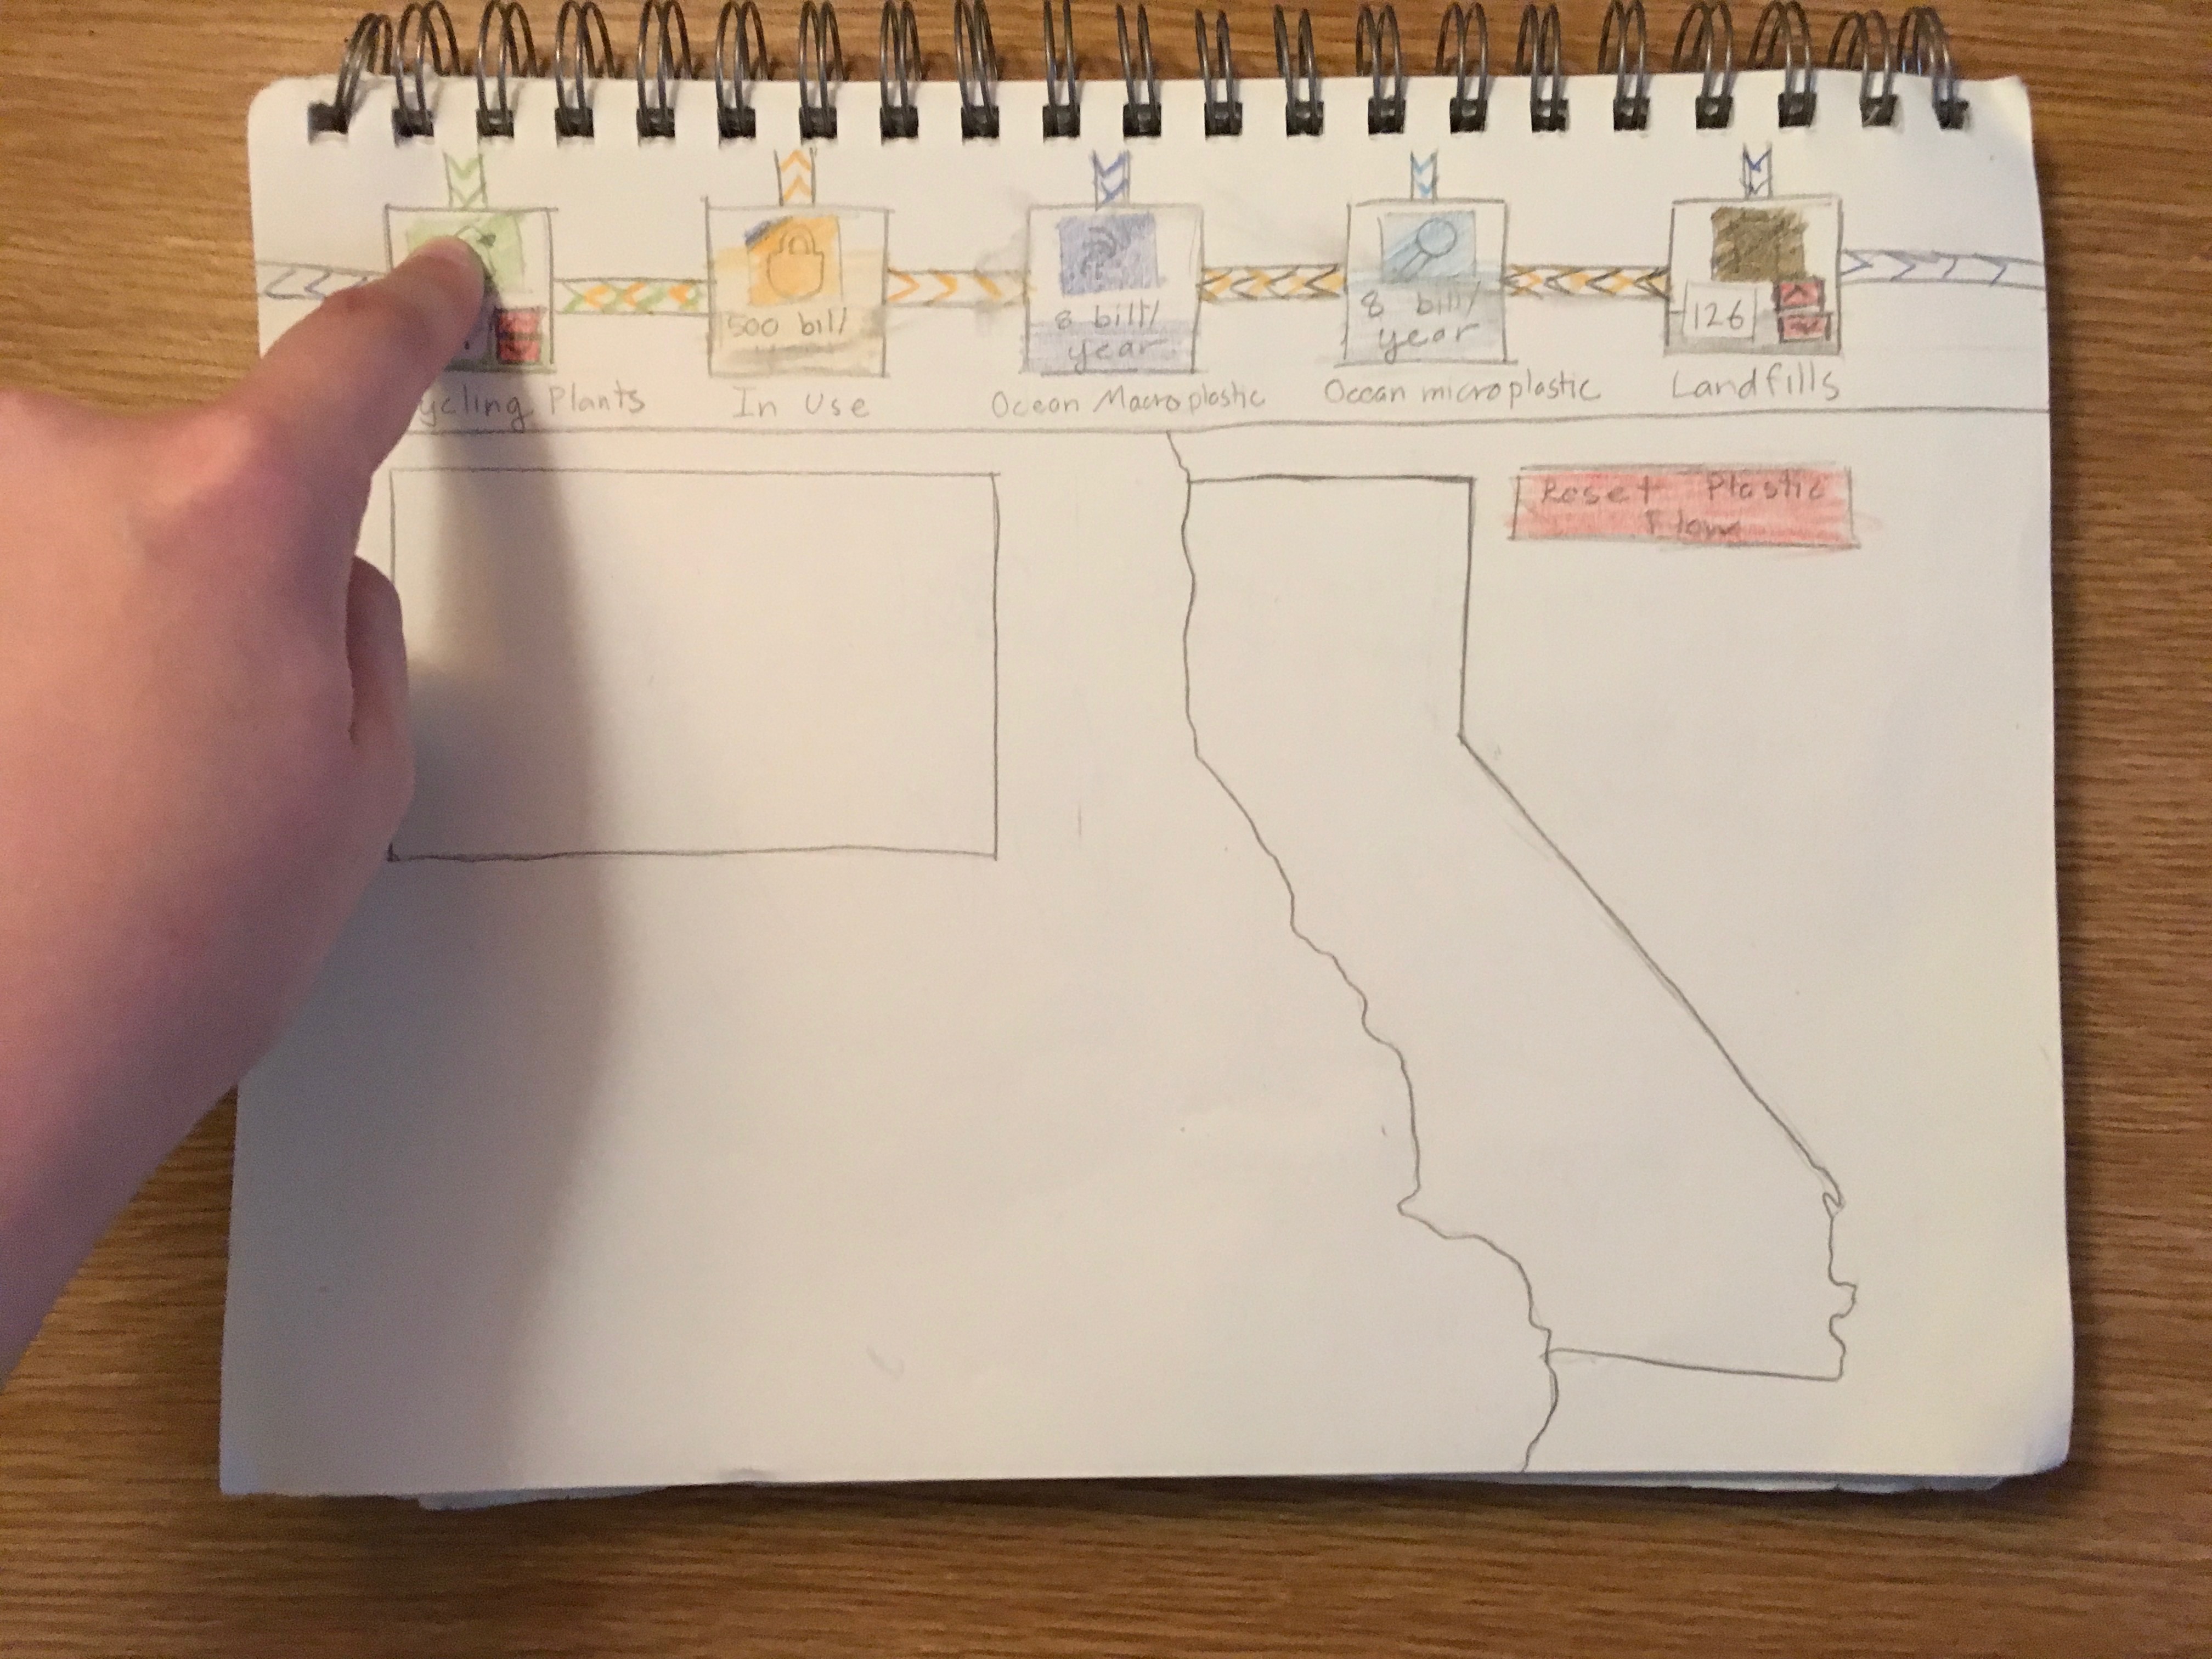 500 bill/
8 bill/
year
8 bill/
year
126
ycling Plants
In Use
Ocean Macroplastic
Ocean microplastic
Landfills
Reset Plastic
Flow